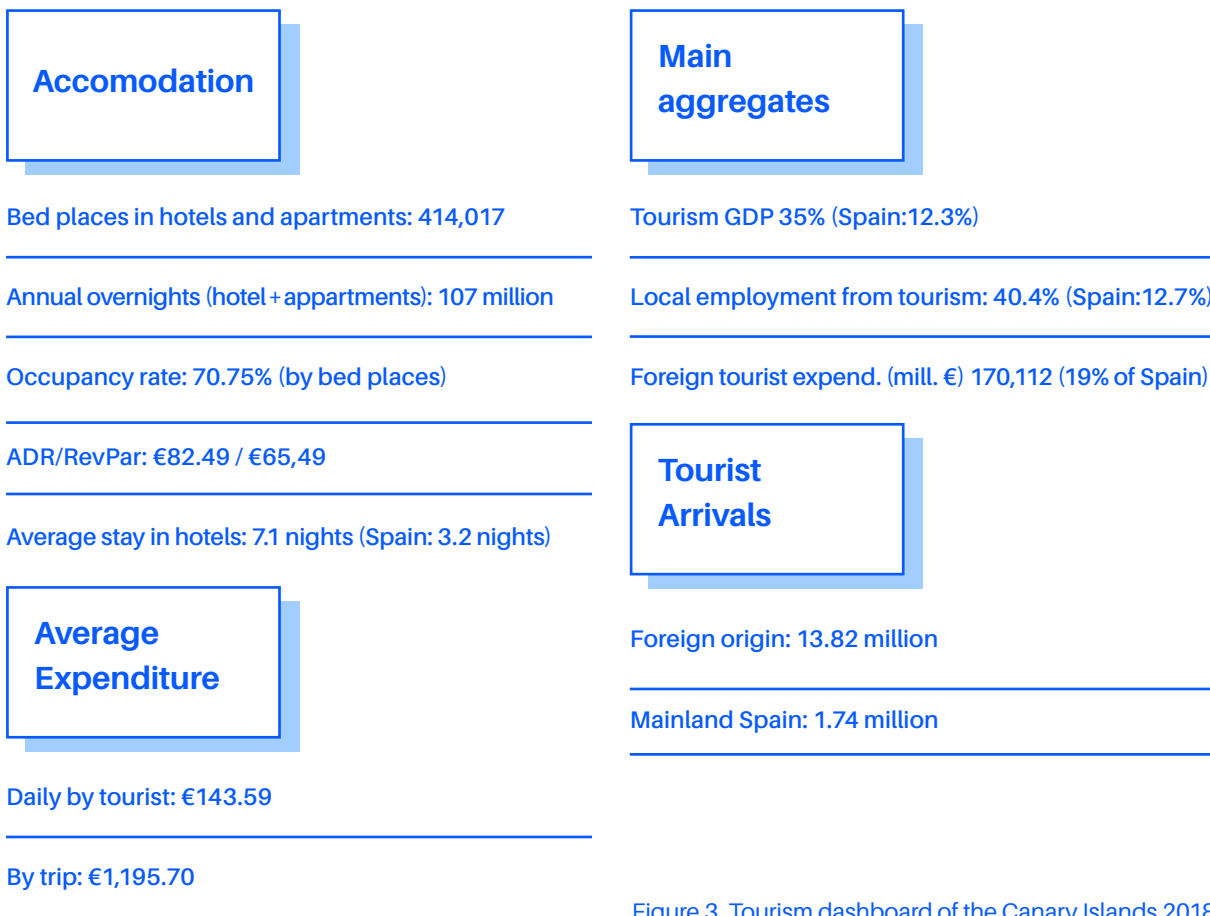 Accomodation
Bed places in hotels and apartments: 414,017
Annual overnights (hotel+appartments): 107 million
Occupancy rate: 70.75% (by bed places)
ADR/RevPar: €82.49 / €65,49
Average stay in hotels: 7.1 nights (Spain: 3.2 nights)
Average
Expenditure
Daily by tourist: €143.59
By trip: €1,195.70
Main
aggregates
Tourism GDP 35% (Spain:12.3%)
Local employment from tourism: 40.4% (Spain:12.7%)
Foreign tourist expend. (mill. €) 170,112 (19% of Spain)
Tourist
Arrivals
Foreign origin: 13.82 million
Mainland Spain: 1.74 million
Figure 3. Tourism dashboard of the Canary Islands 2018